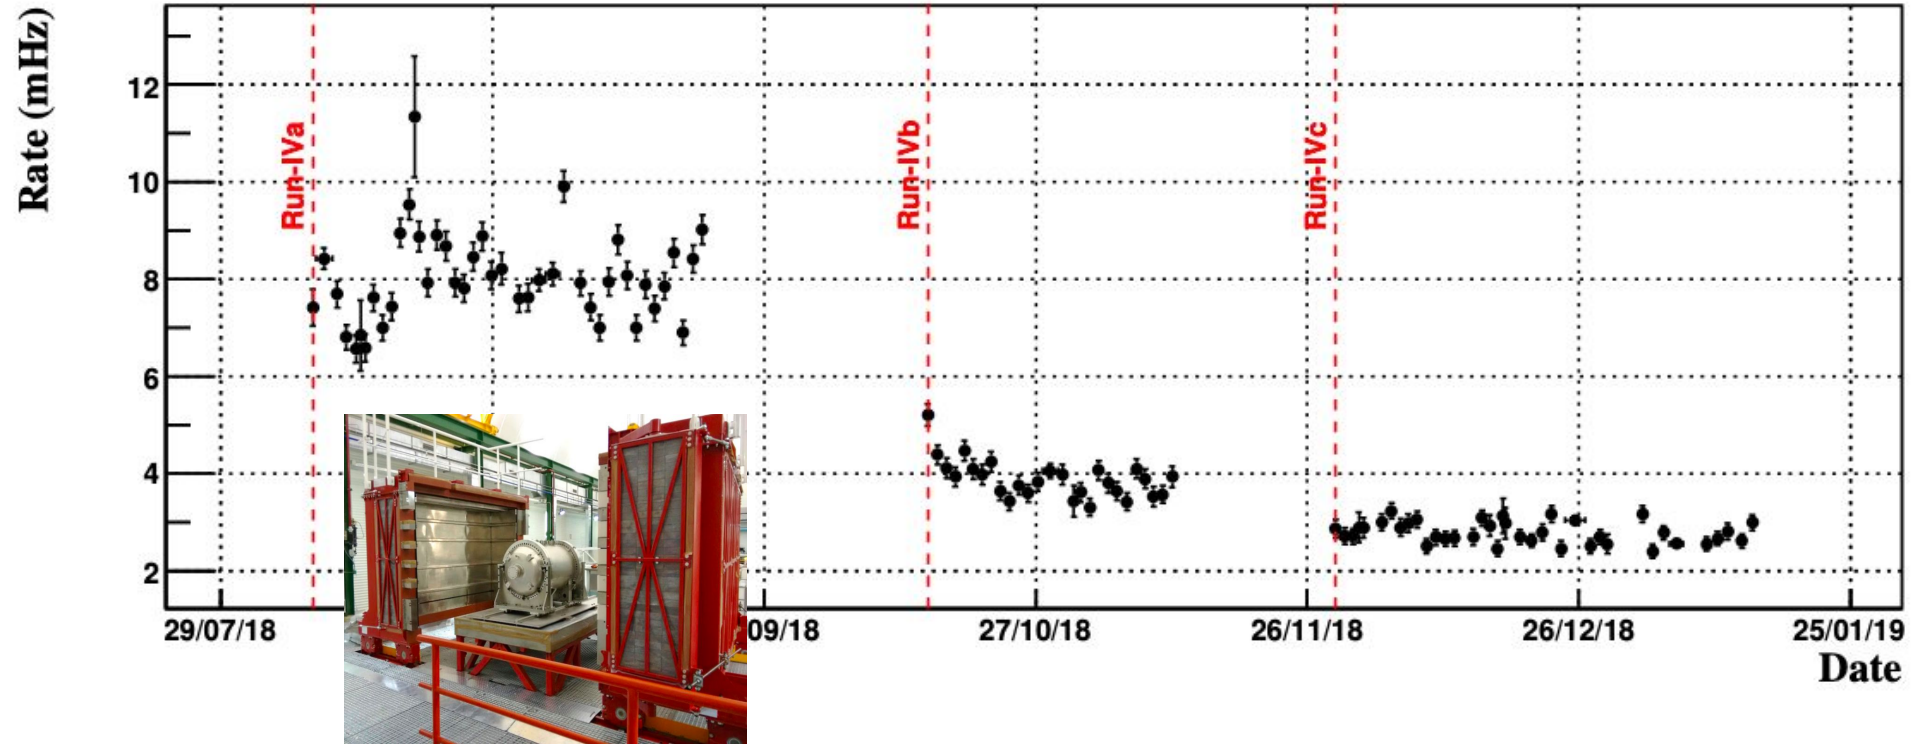 Rate (mHz)
12
10
8
6
4
2
Run-IVa
Run-IVb
Run-IVc
29/07/18
09/18
27/10/18
26/11/18
26/12/18
25/01/19
Date